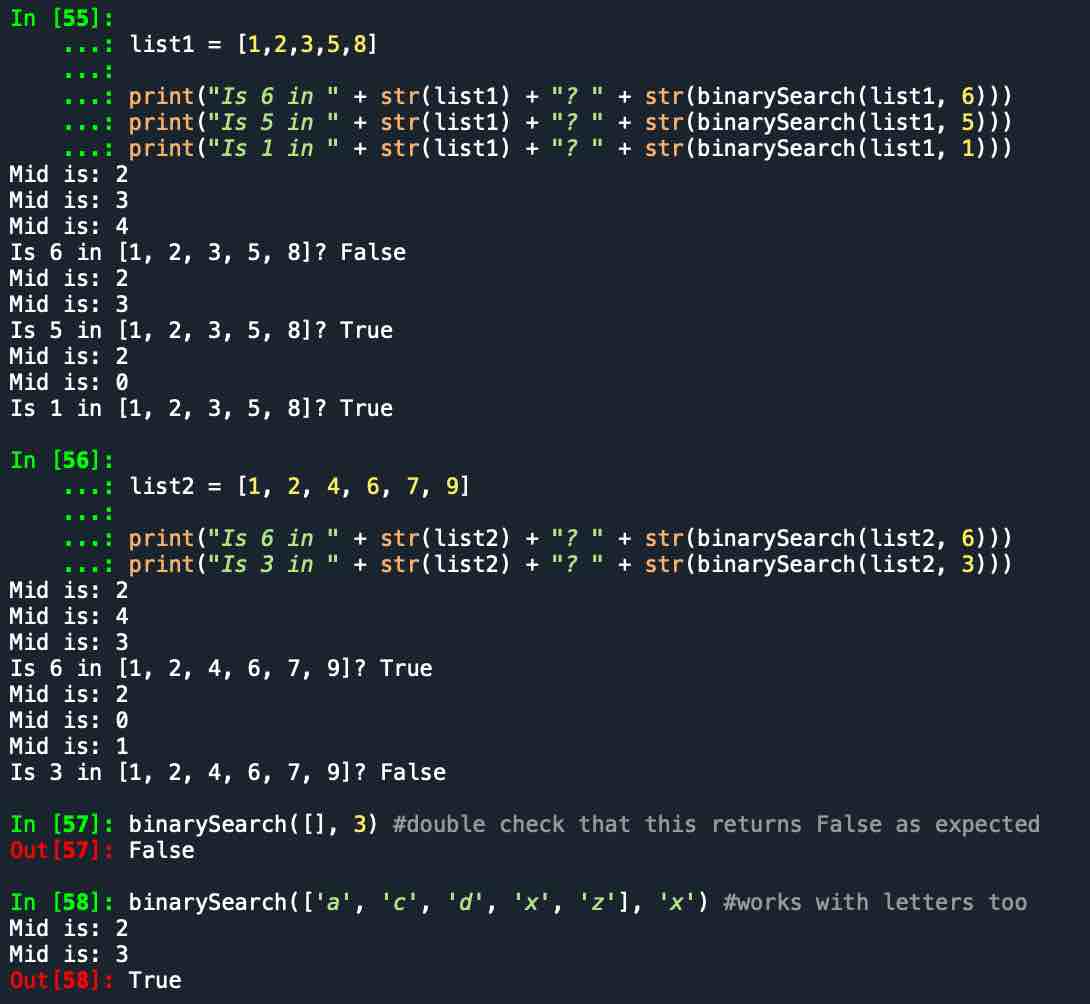 In [55]:
...: list1 = [1,2,3,5,8]
...:
...: print("Is 6 in " + str(list1) + "? " + str(binarySearch(list1, 6)))
...: print("Is 5 in " + str(list1) + "? " + str(binarySearch(list1, 5)))
...: print("Is 1 in " + str(list1) + "? " + str(binarySearch(list1, 1)))
Mid is: 2
Mid is: 3
Mid is: 4
Is 6 in [1, 2, 3, 5, 8]? False
Mid is: 2
Mid is: 3
Is 5 in [1, 2, 3, 5, 8]? True
Mid is: 2
Mid is: 0
Is 1 in [1, 2, 3, 5, 8]? True
In [56]:
...: list2 = [1, 2, 4, 6, 7, 9]
...:
...: print("Is 6 in " + str(list2) + "? " + str(binarySearch(list2, 6)))
...: print("Is 3 in " + str(list2) + "? " + str(binarySearch(list2, 3)))
Mid is: 2
Mid is: 4
Mid is: 3
Is 6 in [1, 2, 4, 6, 7, 9]? True
Mid is: 2
Mid is: 0
Mid is: 1
Is 3 in [1, 2, 4, 6, 7, 9]? False
In [57]: binarySearch([], 3) #double check that this returns False as expected
Out[57]: False
In [58]: binarySearch(['a', 'c', 'd', 'x', 'z'], 'x') #works with letters too
Mid is: 2
Mid is: 3
Out[58]: True